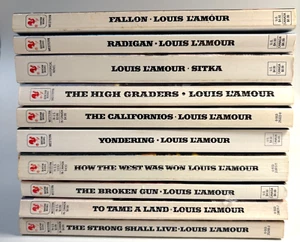 FALLON · LOUIS L'AMOUR
RADIGAN · LOUIS L'AMOUR
LOUIS L'AMOUR · SITKA
THE HIGH GRADERS · LOUIS L'AMOUR
THE CALIFORNIOS · LOUIS L'AMOUR
YONDERING · LOUIS L'AMOUR
HOW THE WEST WAS WON LOUIS L'AMOUR
THE BROKEN GUN · LOUIS L'AMOUR
TO TAME A LAND · LOUIS L'AMOUR
THE STRONG SHALL LIVE · LOUIS L'AMOUR